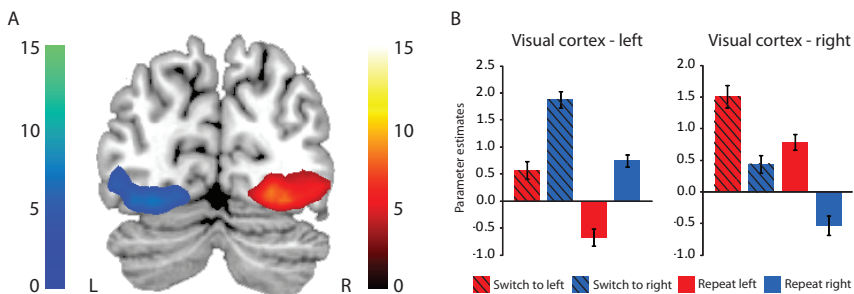 A
15
10
5
0
L
R
15
10
5
0
B
Visual cortex - left
Parameter estimates
2.5
2.0
1.5
1.0
0.5
0.0
-0.5
-1.0
Visual cortex - right
2.0
1.5
1.0
0.5
0.0
-0.5
-1.0
Switch to left
Switch to right
Repeat left
Repeat right